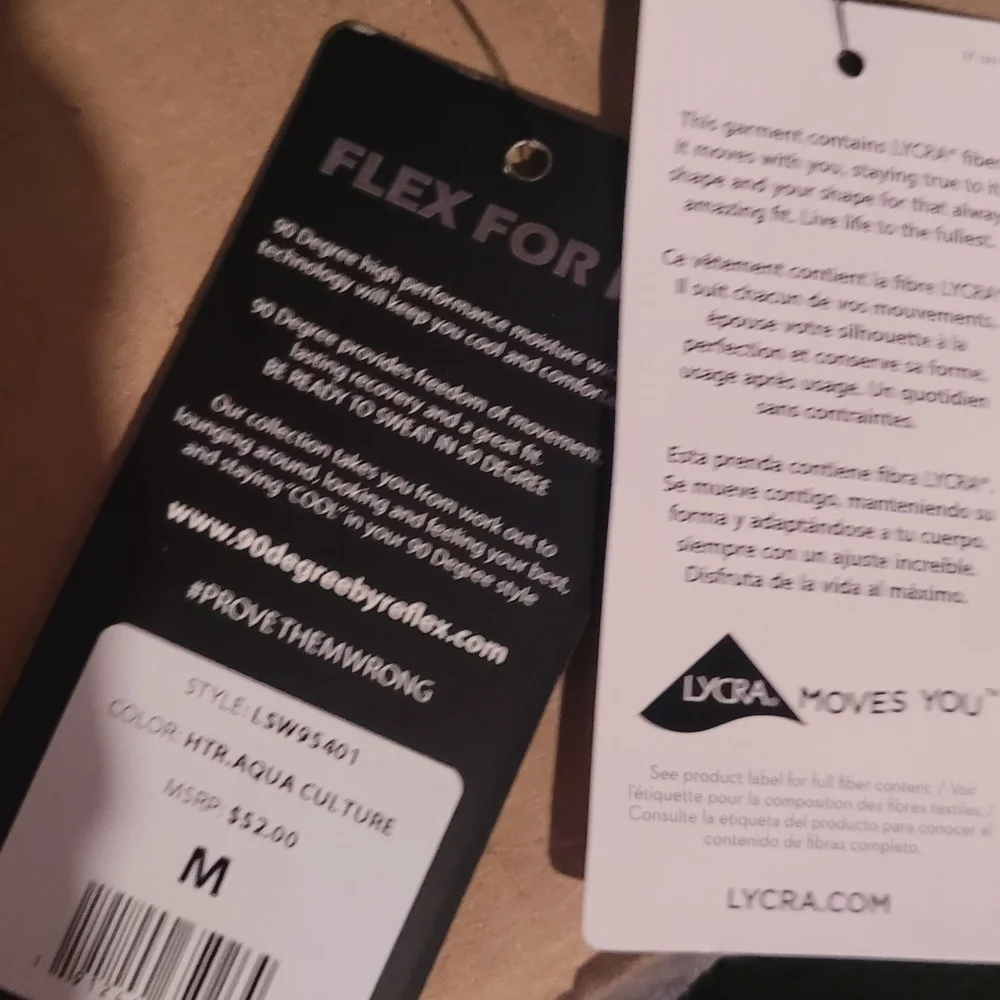 FLEX FOR
90 Degree high performance moisture
technology will keep you cool and
90 Degree provides freedom of movement,
lasting recovery and a great fit.
BE READY TO SWEAT IN 90 DEGREE
Our collection takes you from work out to
lounging around, looking and feeling your best,
and staying "COOL" in your 90 Degree style
www.90degreebyreflex.com
#PROVETHEMWRONG
STYLE: LSW95401
COLOR: HTR.AQUA CULTURE
MSRP: $52.00
M
This garment contains LYCRA® fiber
It moves with you, staying true to
shape and your shape for that
amazing fit. Live life to the fullest.
Ce vêtement contient la fibre LYCRA
Il suit chacun de vos mouvements,
épouse votre silhouette à la
perfection et conserve sa forme,
usage après usage. Un quotidien
sans contraintes.
Esta prenda contiene fibra LYCRA®.
Se mueve contigo, manteniendo su
forma y adaptándose a tu cuerpo,
siempre con un ajuste increíble.
Disfruta de la vida al máximo.
LYCRA® MOVES YOU™
See product label for full fiber content. / Voir
l'étiquette pour la composition des fibres textiles. /
Consulte la etiqueta del producto para conocer el
contenido de fibras completo.
LYCRA.COM